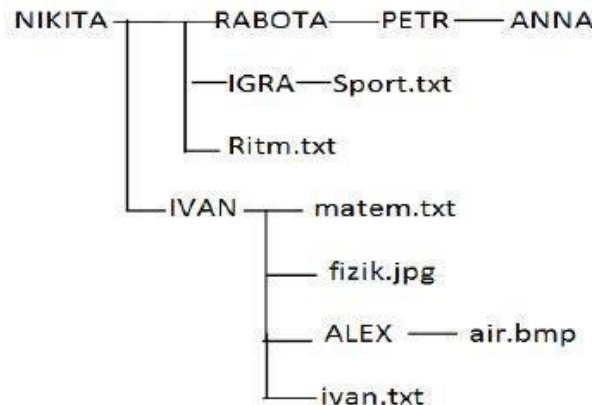 NIKITA RABOTA PETR ANNA
IGRA Sport.txt
Ritm.txt
IVAN matem.txt
fizik.jpg
ALEX air.bmp
ivan.txt